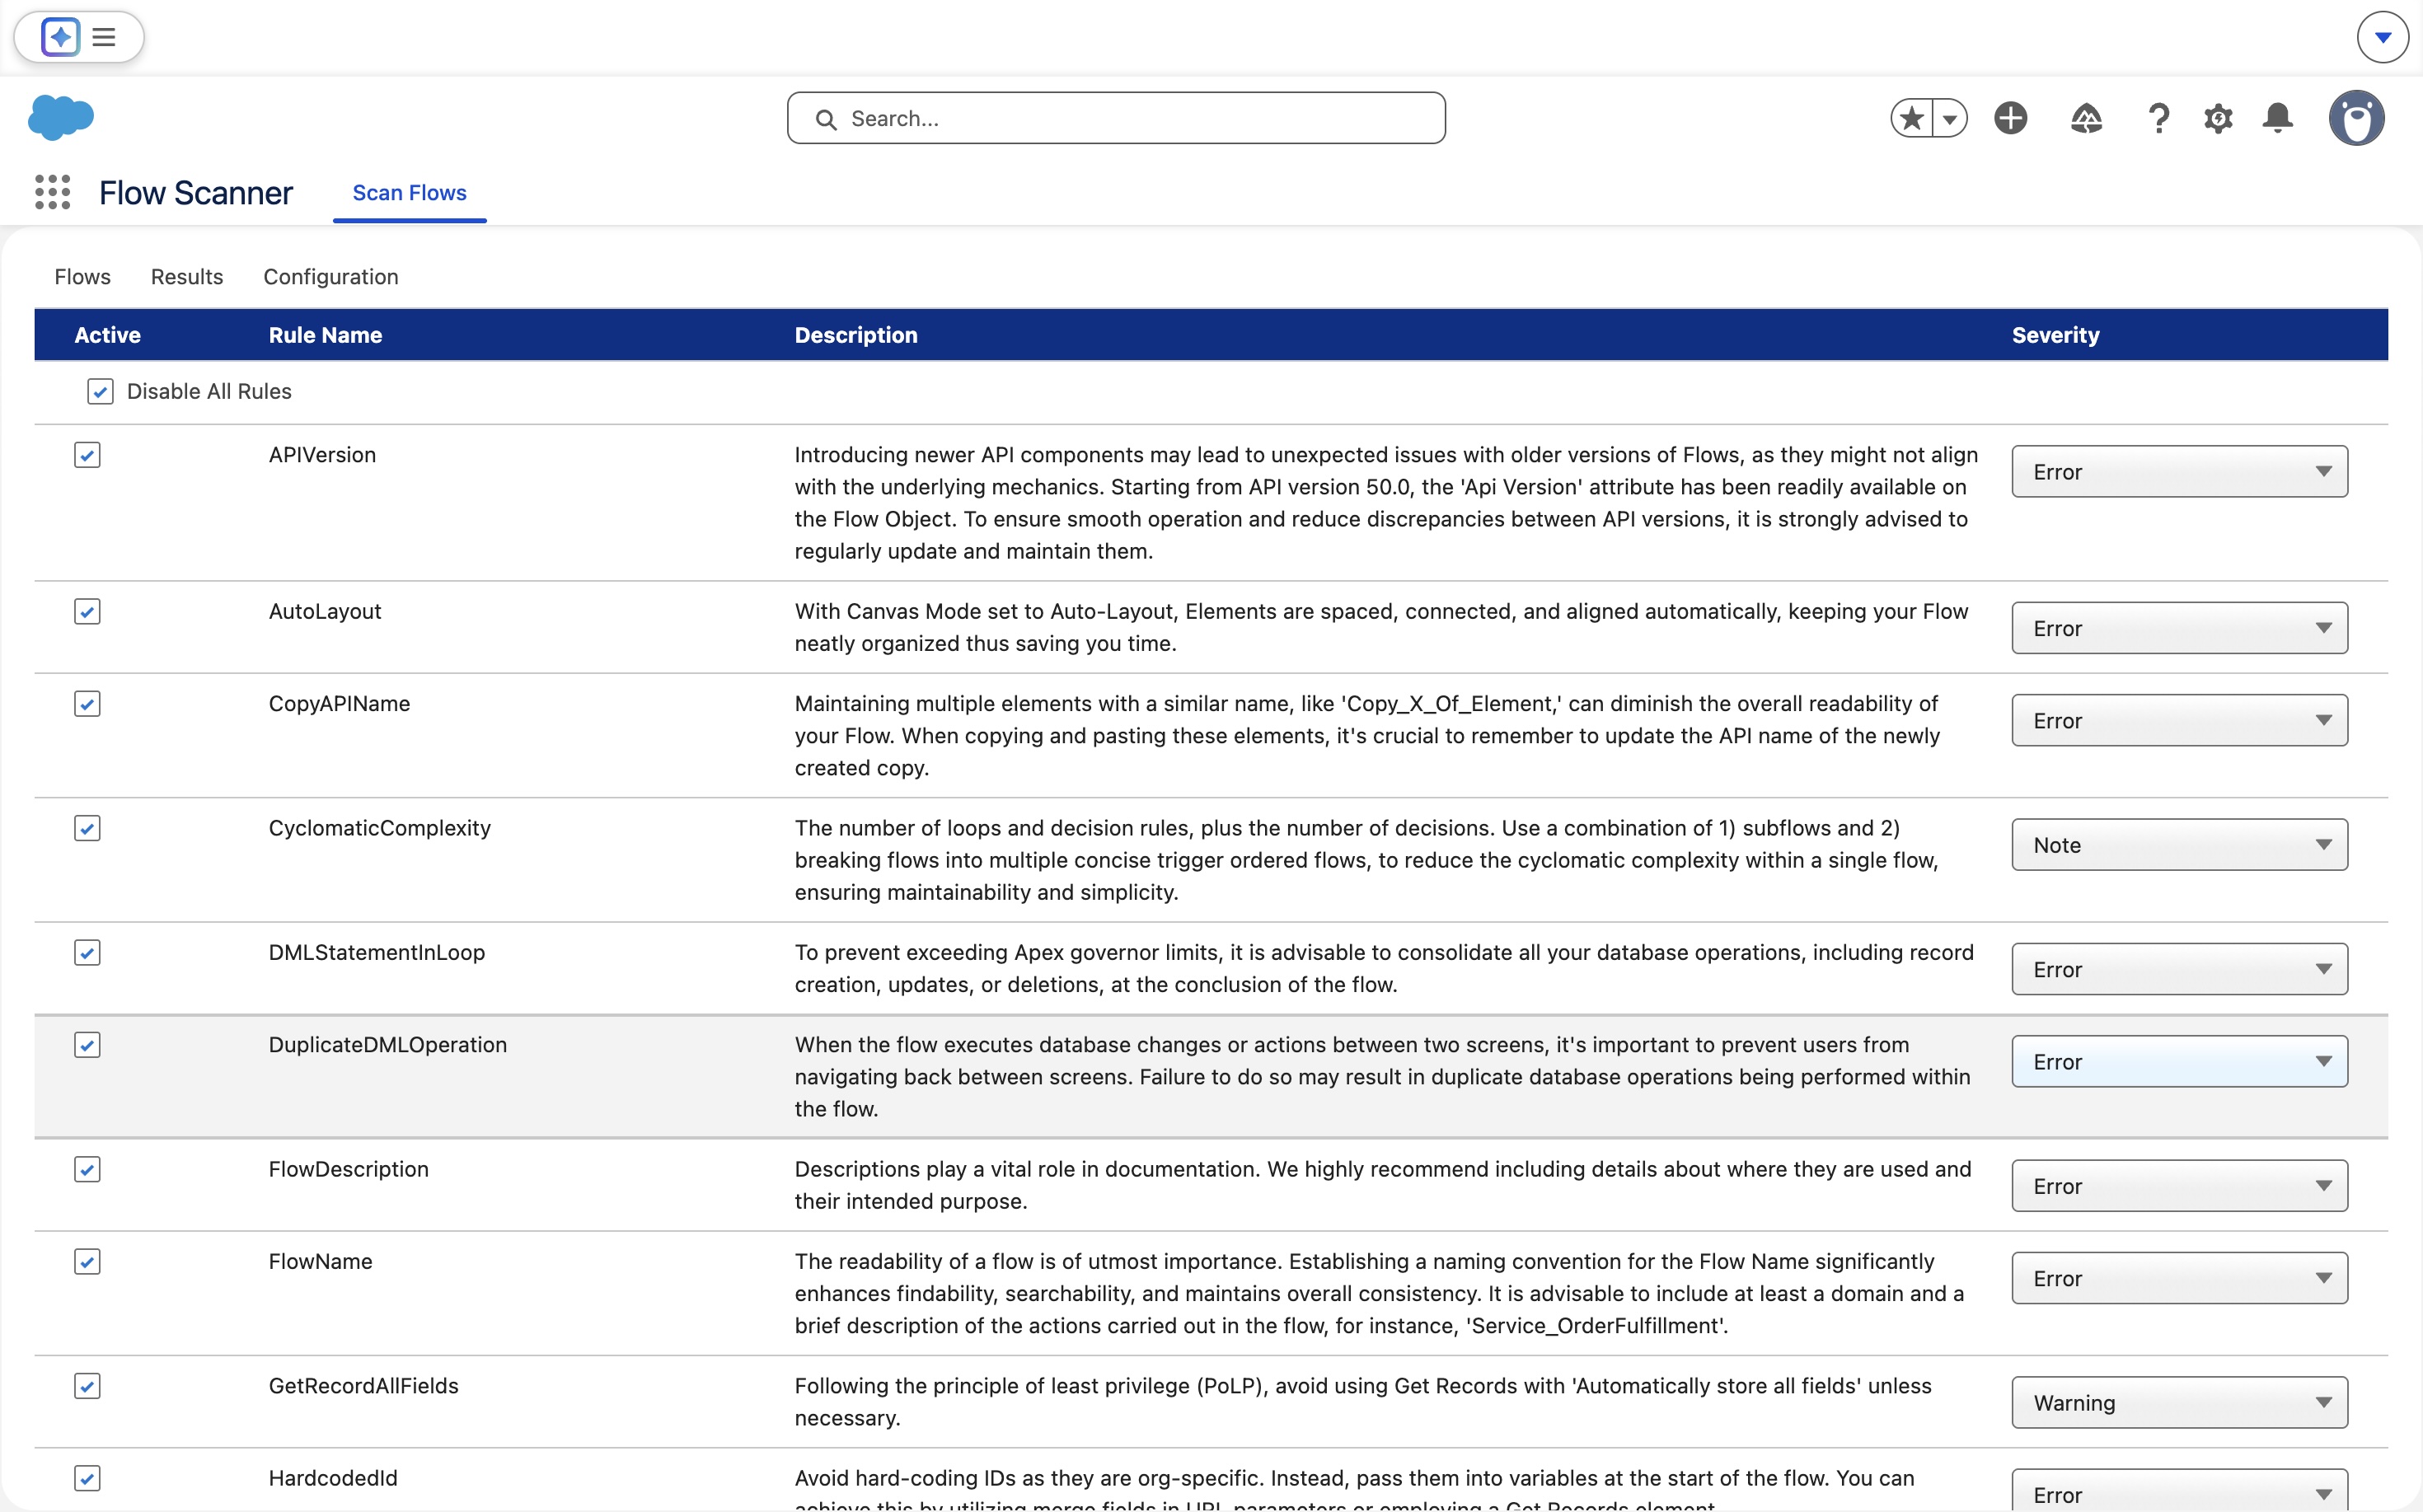 Search...
Flow Scanner
Scan Flows
Flows
Results
Configuration
Active
Rule Name
Description
Severity
Disable All Rules
APIVersion
Introducing newer API components may lead to unexpected issues with older versions of Flows, as they might not align
with the underlying mechanics. Starting from API version 50.0, the 'Api Version' attribute has been readily available on
the Flow Object. To ensure smooth operation and reduce discrepancies between API versions, it is strongly advised to
regularly update and maintain them.
Error
AutoLayout
With Canvas Mode set to Auto-Layout, Elements are spaced, connected, and aligned automatically, keeping your Flow
neatly organized thus saving you time.
Error
CopyAPIName
Maintaining multiple elements with a similar name, like 'Copy_X_Of_Element,' can diminish the overall readability of
your Flow. When copying and pasting these elements, it's crucial to remember to update the API name of the newly
created copy.
Error
CyclomaticComplexity
The number of loops and decision rules, plus the number of decisions. Use a combination of 1) subflows and 2)
breaking flows into multiple concise trigger ordered flows, to reduce the cyclomatic complexity within a single flow,
ensuring maintainability and simplicity.
Note
DMLStatementInLoop
To prevent exceeding Apex governor limits, it is advisable to consolidate all your database operations, including record
creation, updates, or deletions, at the conclusion of the flow.
Error
DuplicateDMLOperation
When the flow executes database changes or actions between two screens, it's important to prevent users from
navigating back between screens. Failure to do so may result in duplicate database operations being performed within
the flow.
Error
FlowDescription
Descriptions play a vital role in documentation. We highly recommend including details about where they are used and
their intended purpose.
Error
FlowName
The readability of a flow is of utmost importance. Establishing a naming convention for the Flow Name significantly
enhances findability, searchability, and maintains overall consistency. It is advisable to include at least a domain and a
brief description of the actions carried out in the flow, for instance, 'Service_OrderFulfillment'.
Error
GetRecordAllFields
Following the principle of least privilege (PoLP), avoid using Get Records with 'Automatically store all fields' unless
necessary.
Warning
HardcodedId
Avoid hard-coding IDs as they are org-specific. Instead, pass them into variables at the start of the flow. You can
achieve this by utilizing merge fields in URL parameters or employing a Get Records element.
Error